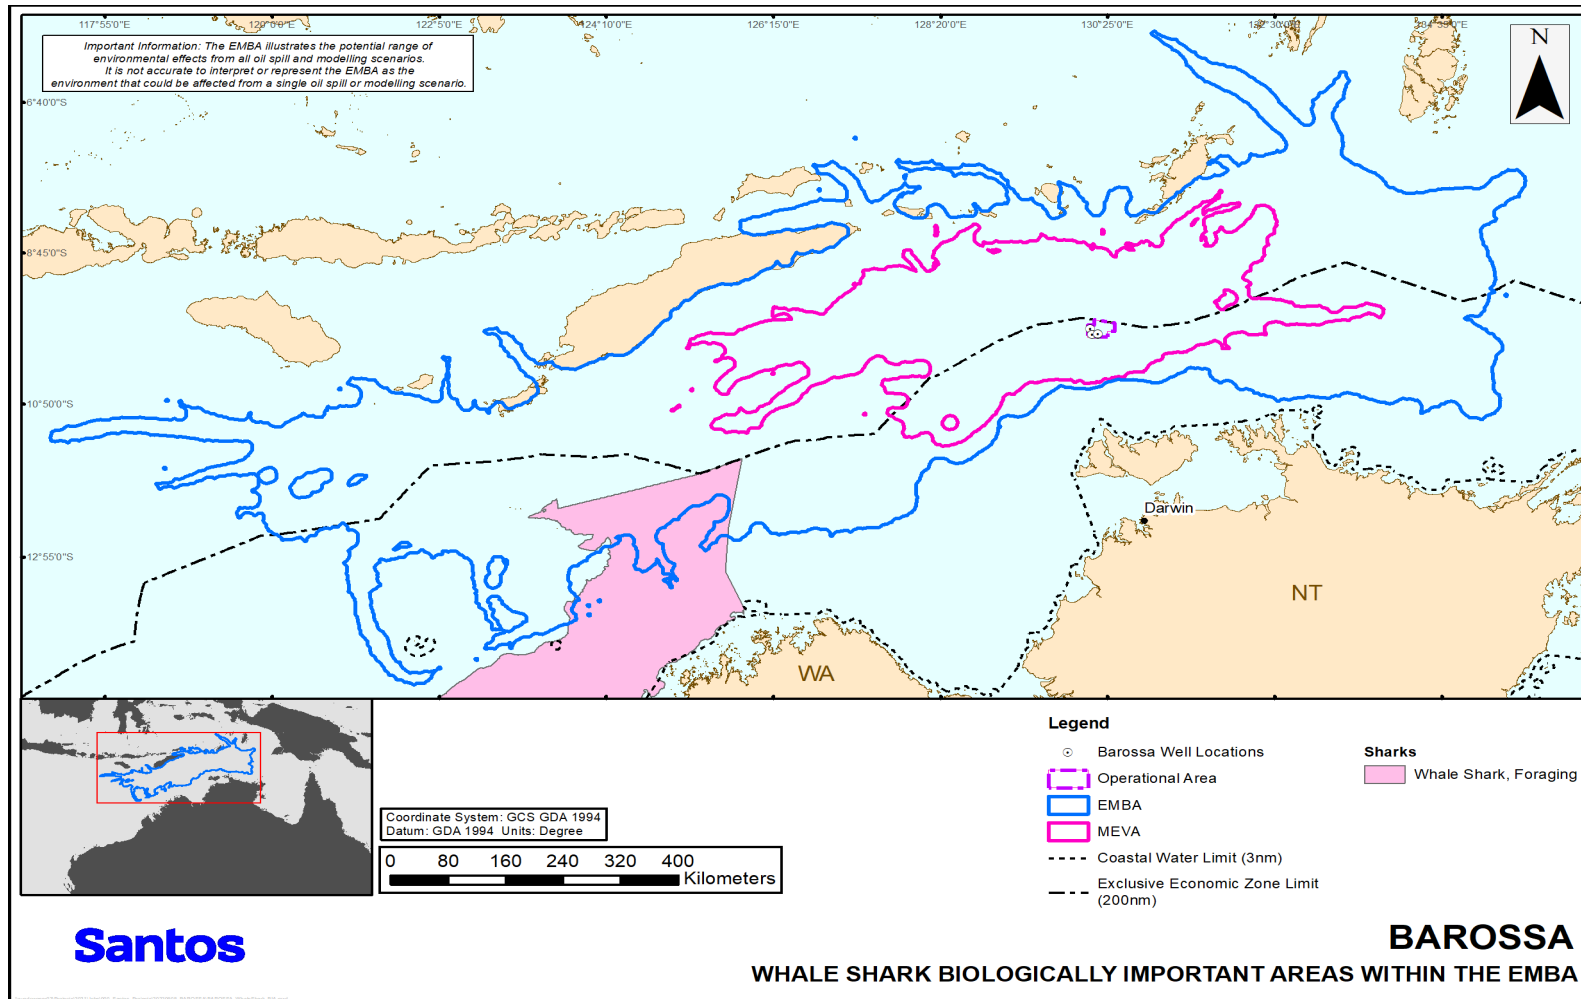 117°55'0"E 120°0'0"E 122°5'0"E 124°10'0"E 126°15'0"E 128°20'0"E 130°25'0"E 132°30'0"E 134°35'0"E
Important Information: The EMBA illustrates the potential range of
environmental effects from all oil spill and modelling scenarios.
It is not accurate to interpret or represent the EMBA as the
environment that could be affected from a single oil spill or modelling scenario.
N
6°40'0"S
8°45'0"S
10°50'0"S
12°55'0"S
Darwin
NT
WA
Coordinate System: GCS GDA 1994
Datum: GDA 1994 Units: Degree
0 80 160 240 320 400
Kilometers
Legend
Barossa Well Locations
Operational Area
EMBA
MEVA
Coastal Water Limit (3nm)
Exclusive Economic Zone Limit
(200nm)
Sharks
Whale Shark, Foraging
Santos
BAROSSA
WHALE SHARK BIOLOGICALLY IMPORTANT AREAS WITHIN THE EMBA